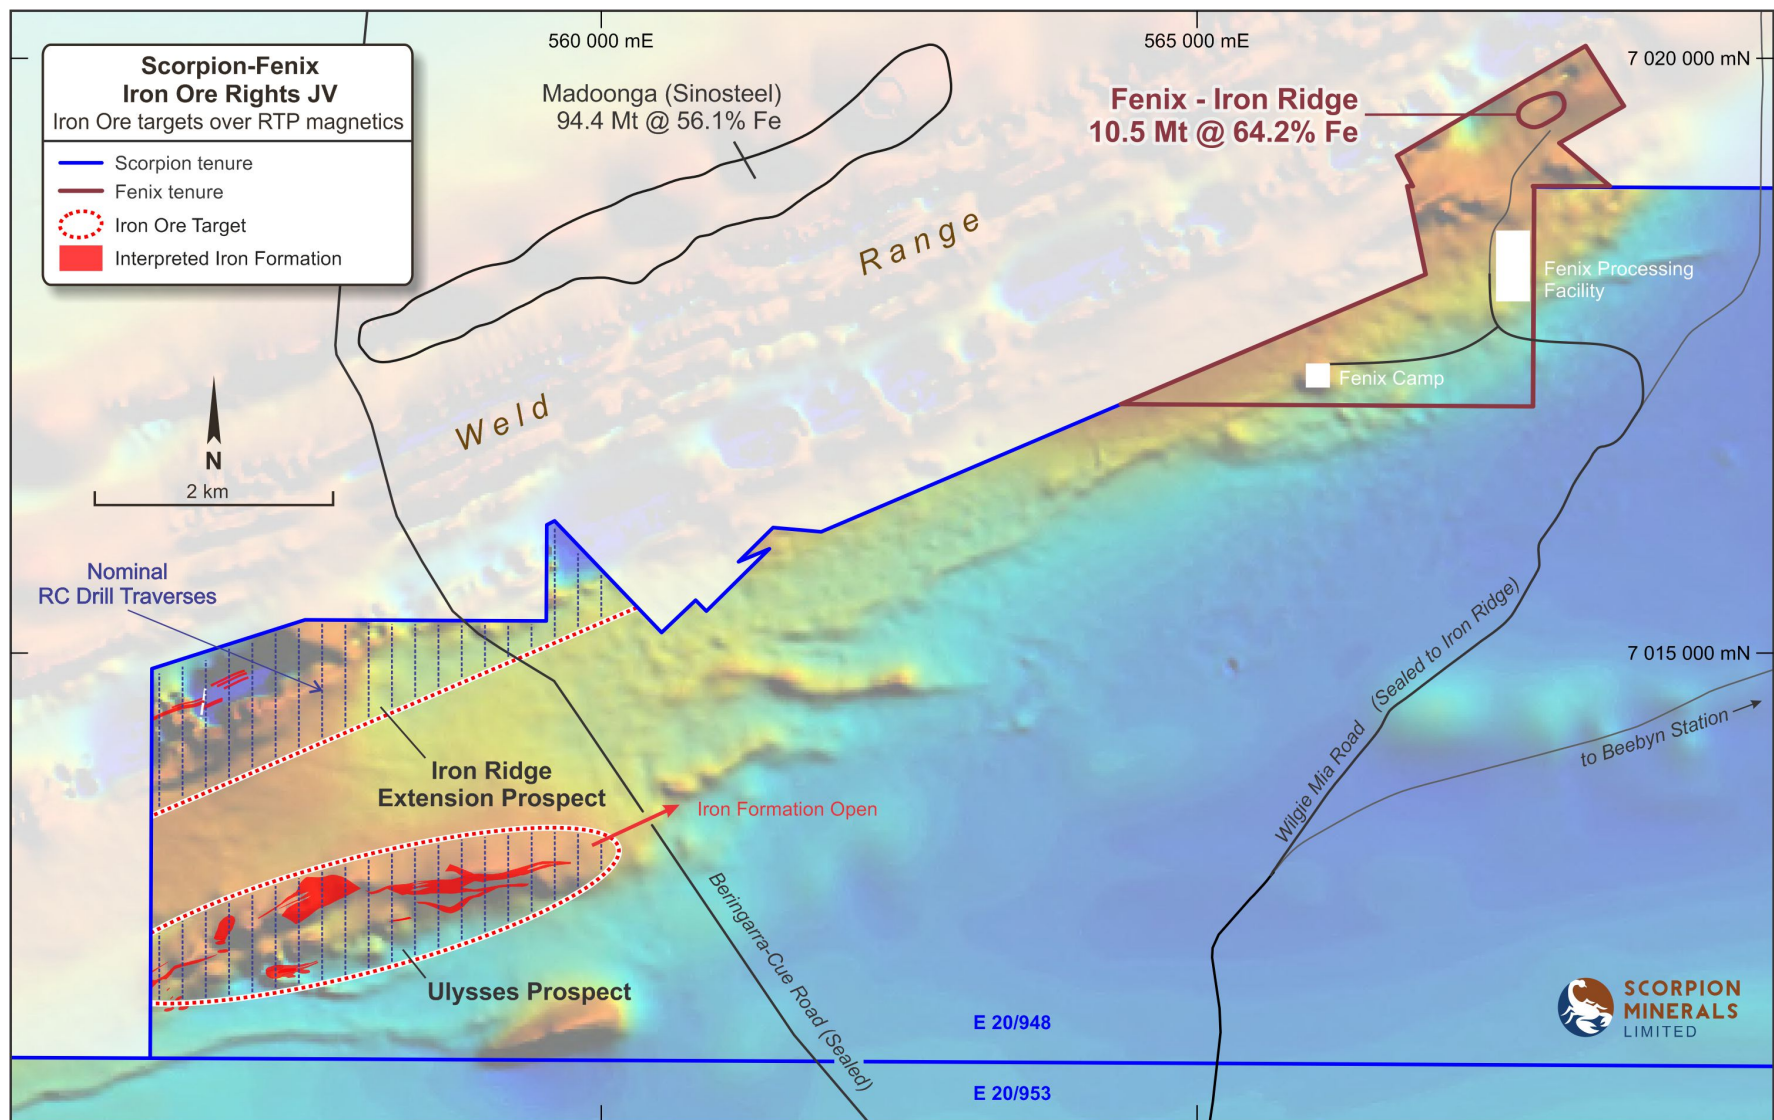 560 000 mE
565 000 mE
7 020 000 mN
Scorpion-Fenix
Iron Ore Rights JV
Iron Ore targets over RTP magnetics
Scorpion tenure
Fenix tenure
Iron Ore Target
Interpreted Iron Formation
Madoonga (Sinosteel)
94.4 Mt @ 56.1% Fe
Fenix - Iron Ridge
10.5 Mt @ 64.2% Fe
Weld Range
Fenix Processing
Facility
Fenix Camp
N
2 km
Nominal
RC Drill Traverses
7 015 000 mN
Wilgie Mia Road (Sealed to Iron Ridge)
to Beebyn Station
Iron Ridge
Extension Prospect
Iron Formation Open
Beringarra-Cue Road (Sealed)
Ulysses Prospect
E 20/948
E 20/953
SCORPION
MINERALS
LIMITED